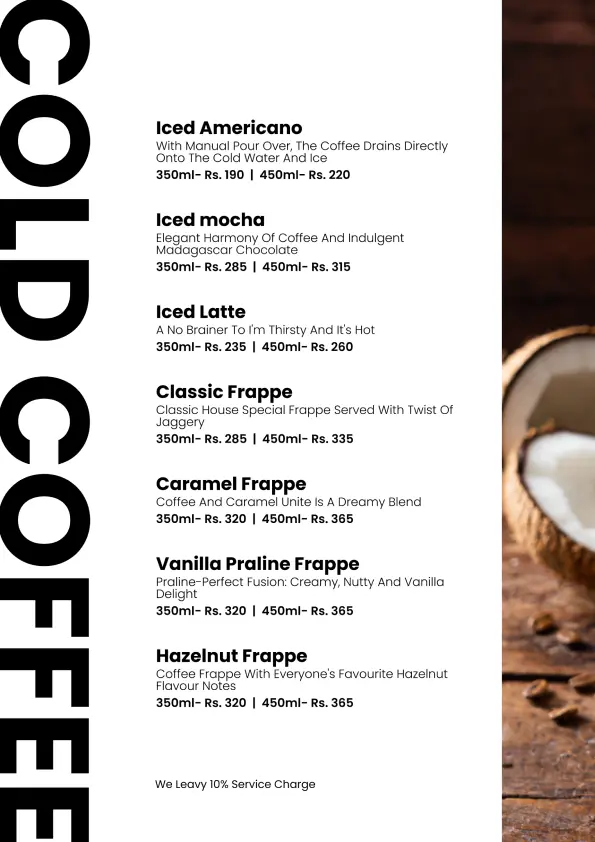 COLD COFFEE
Iced Americano
With Manual Pour Over, The Coffee Drains Directly
Onto The Cold Water And Ice
350ml- Rs. 190 | 450ml- Rs. 220
Iced mocha
Elegant Harmony Of Coffee And Indulgent
Madagascar Chocolate
350ml- Rs. 285 | 450ml- Rs. 315
Iced Latte
A No Brainer To I'm Thirsty And It's Hot
350ml- Rs. 235 | 450ml- Rs. 260
Classic Frappe
Classic House Special Frappe Served With Twist Of
Jaggery
350ml- Rs. 285 | 450ml- Rs. 335
Caramel Frappe
Coffee And Caramel Unite Is A Dreamy Blend
350ml- Rs. 320 | 450ml- Rs. 365
Vanilla Praline Frappe
Praline-Perfect Fusion: Creamy, Nutty And Vanilla
Delight
350ml- Rs. 320 | 450ml- Rs. 365
Hazelnut Frappe
Coffee Frappe With Everyone's Favourite Hazelnut
Flavour Notes
350ml- Rs. 320 | 450ml- Rs. 365
We Leavy 10% Service Charge